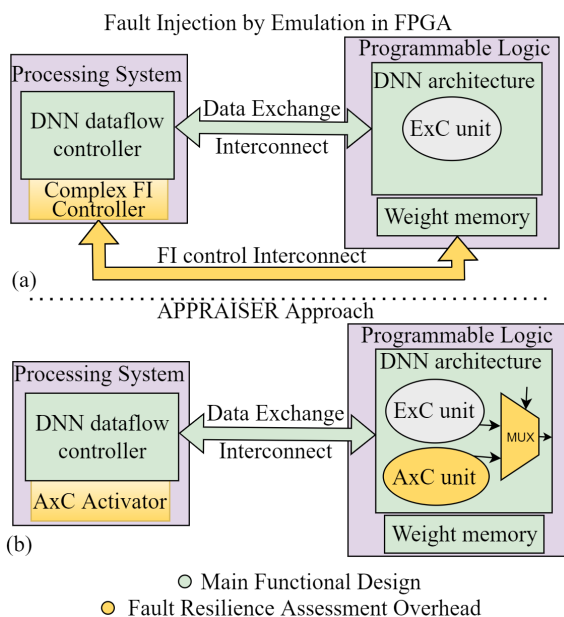 Fault Injection by Emulation in FPGA
Processing System
DNN dataflow
controller
Complex FI
Controller
Data Exchange
Interconnect
Programmable Logic
DNN architecture
ExC unit
Weight memory
FI control Interconnect
(a)
APPRAISER Approach
Processing System
DNN dataflow
controller
AxC Activator
Data Exchange
Interconnect
Programmable Logic
DNN architecture
ExC unit
MUX
AxC unit
Weight memory
(b)
Main Functional Design
Fault Resilience Assessment Overhead